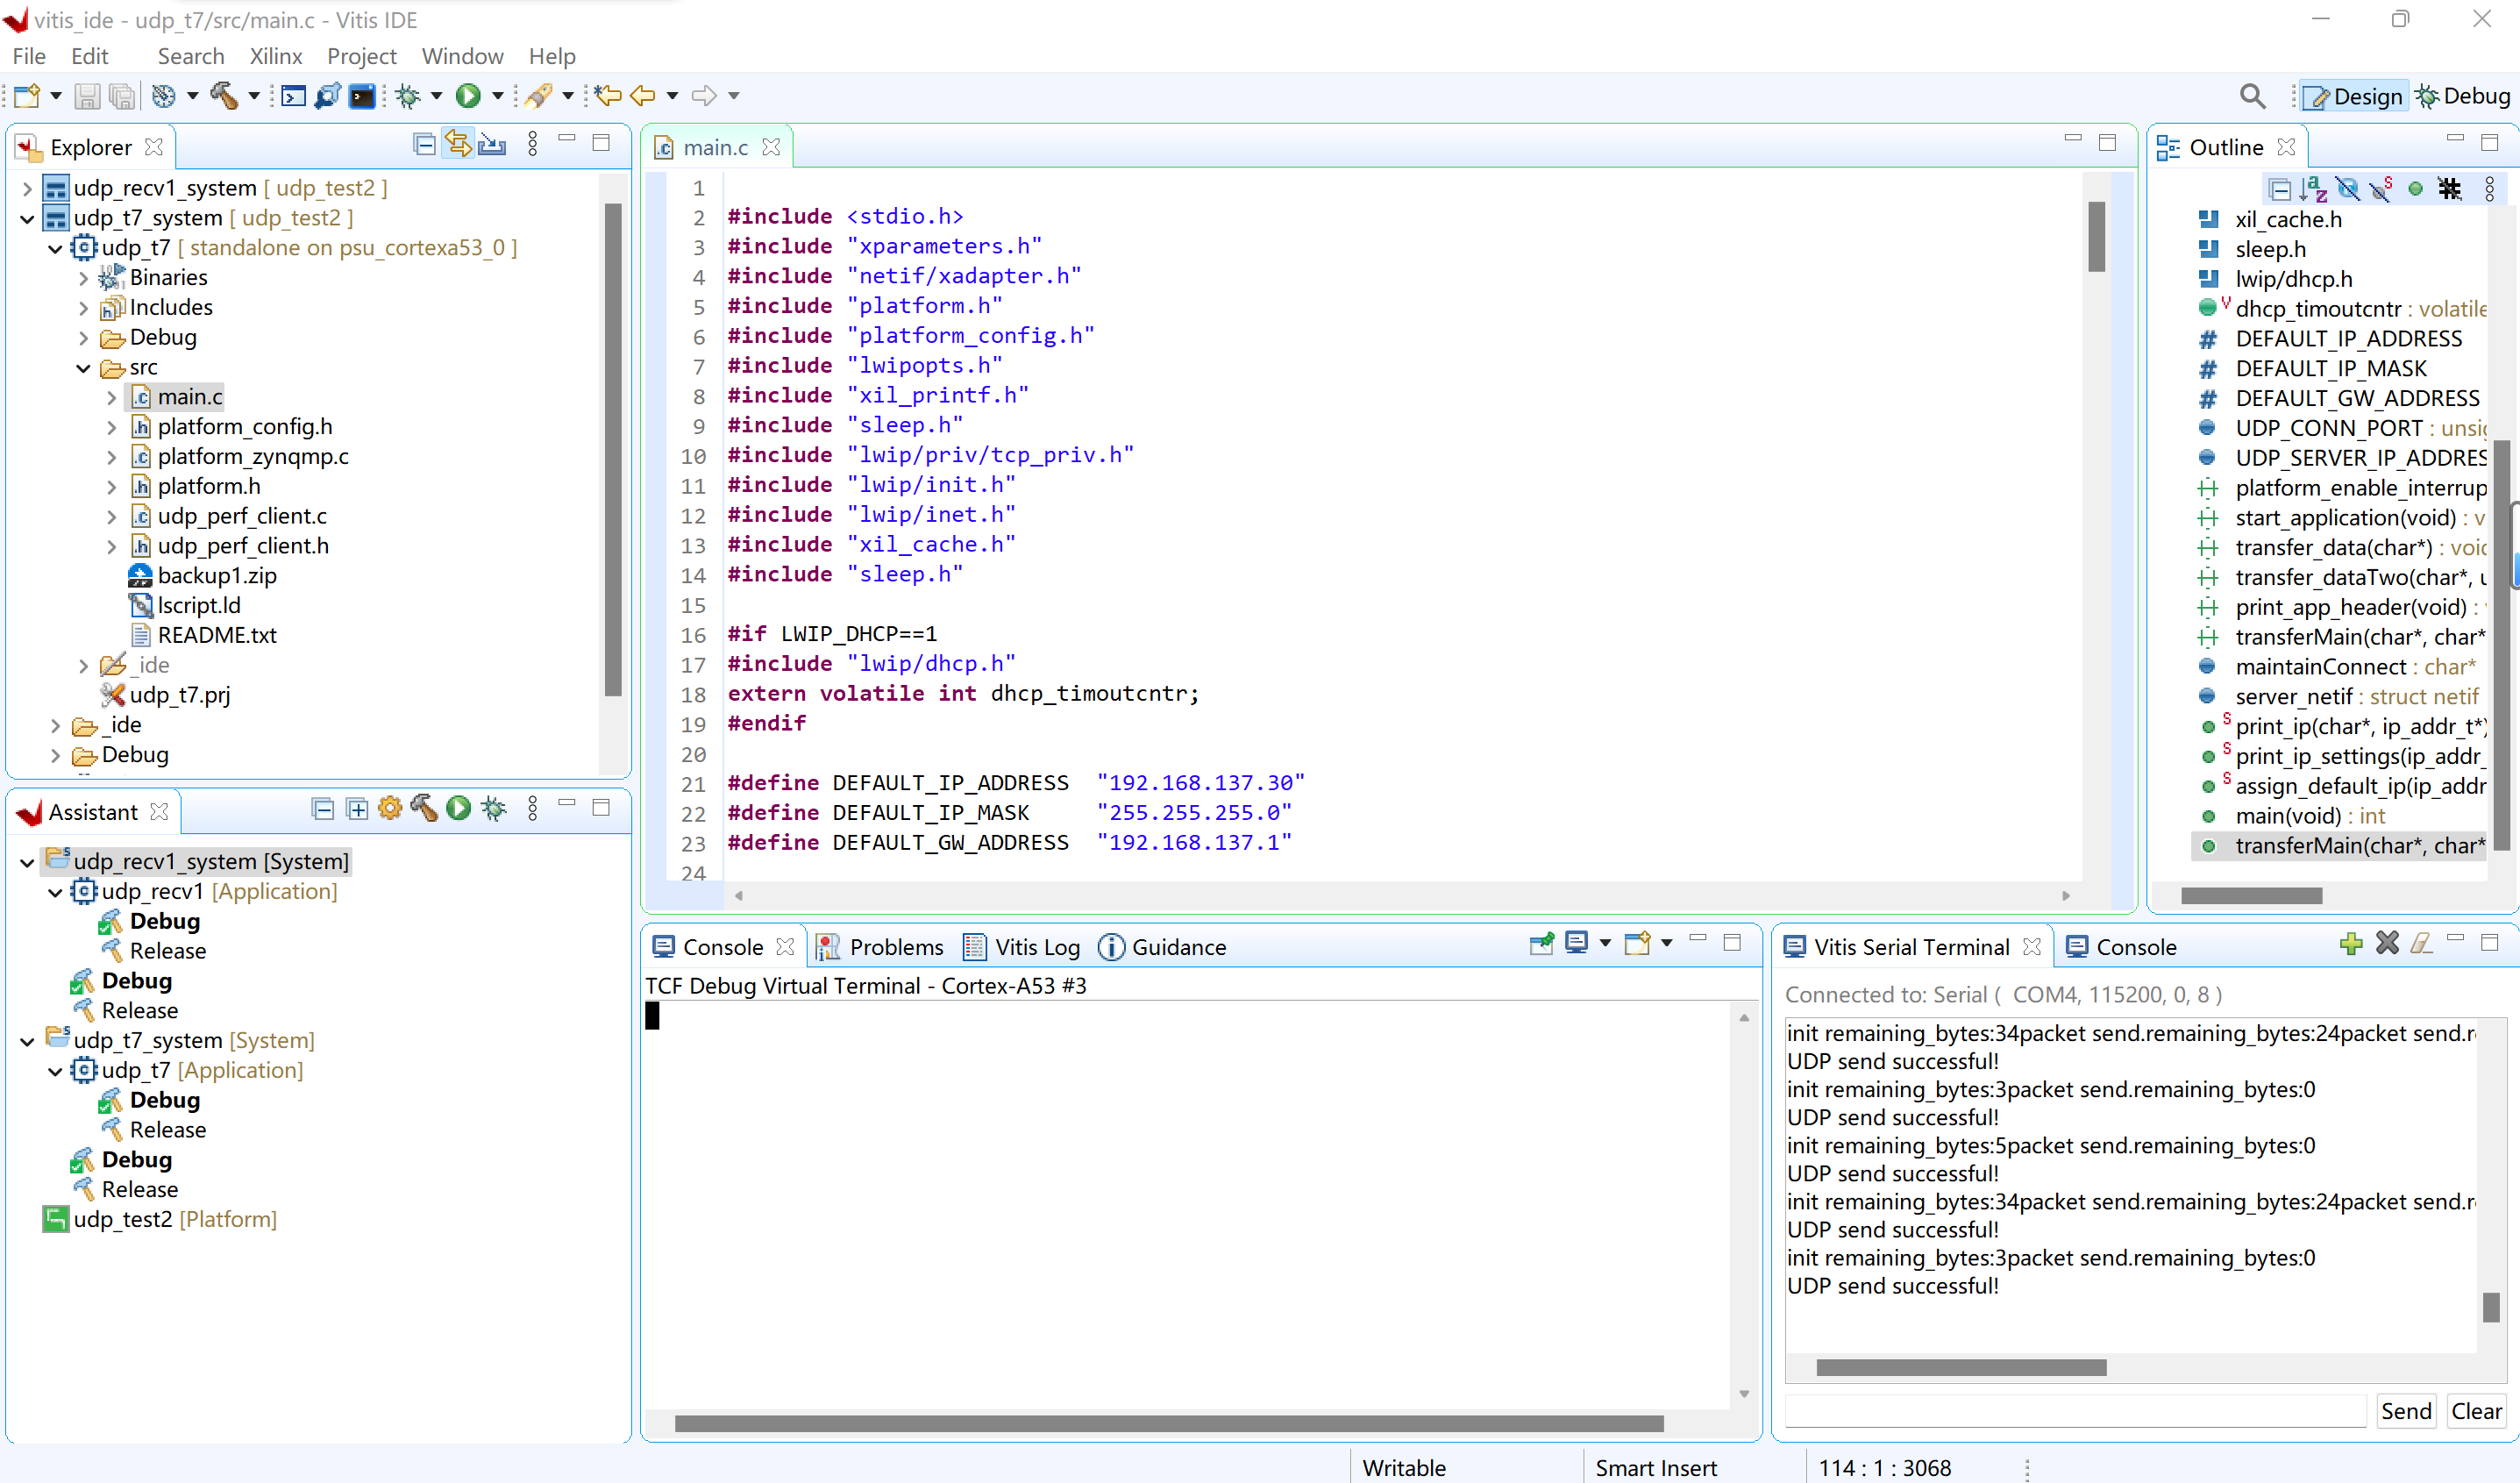 vitis_ide - udp_t7/src/main.c - Vitis IDE
File Edit Search Xilinx Project Window Help
Design Debug
Explorer
udp_recv1_system [ udp_test2 ]
udp_t7_system [ udp_test2 ]
udp_t7 [ standalone on psu_cortexa53_0 ]
Binaries
Includes
Debug
src
main.c
platform_config.h
platform_zynqmp.c
platform.h
udp_perf_client.c
udp_perf_client.h
backup1.zip
lscript.ld
README.txt
_ide
udp_t7.prj
_ide
Debug
Assistant
udp_recv1_system [System]
udp_recv1 [Application]
Debug
Release
Debug
Release
udp_t7_system [System]
udp_t7 [Application]
Debug
Release
Debug
Release
udp_test2 [Platform]
main.c
1
2 #include <stdio.h>
3 #include "xparameters.h"
4 #include "netif/xadapter.h"
5 #include "platform.h"
6 #include "platform_config.h"
7 #include "lwipopts.h"
8 #include "xil_printf.h"
9 #include "sleep.h"
10 #include "lwip/priv/tcp_priv.h"
11 #include "lwip/init.h"
12 #include "lwip/inet.h"
13 #include "xil_cache.h"
14 #include "sleep.h"
15
16 #if LWIP_DHCP==1
17 #include "lwip/dhcp.h"
18 extern volatile int dhcp_timeoutcntr;
19 #endif
20
21 #define DEFAULT_IP_ADDRESS "192.168.137.30"
22 #define DEFAULT_IP_MASK "255.255.255.0"
23 #define DEFAULT_GW_ADDRESS "192.168.137.1"
24
Outline
xil_cache.h
sleep.h
lwip/dhcp.h
dhcp_timeoutcntr : volatile
DEFAULT_IP_ADDRESS
DEFAULT_IP_MASK
DEFAULT_GW_ADDRESS
UDP_CONN_PORT : unsig
UDP_SERVER_IP_ADDRES
platform_enable_interrup
start_application(void) : v
transfer_data(char*) : void
transfer_dataTwo(char*, u
print_app_header(void) :
transferMain(char*, char*
maintainConnect : char*
server_netif : struct netif
print_ip(char*, ip_addr_t*)
print_ip_settings(ip_addr_
assign_default_ip(ip_addr
main(void) : int
transferMain(char*, char*
Console Problems Vitis Log Guidance
TCF Debug Virtual Terminal - Cortex-A53 #3
Vitis Serial Terminal Console
Connected to: Serial ( COM4, 115200, 0, 8 )
init remaining_bytes:34packet send.remaining_bytes:24packet send.r
UDP send successful!
init remaining_bytes:3packet send.remaining_bytes:0
UDP send successful!
init remaining_bytes:5packet send.remaining_bytes:0
UDP send successful!
init remaining_bytes:34packet send.remaining_bytes:24packet send.r
UDP send successful!
init remaining_bytes:3packet send.remaining_bytes:0
UDP send successful!
Send Clear
Writable Smart Insert 114 : 1 : 3068